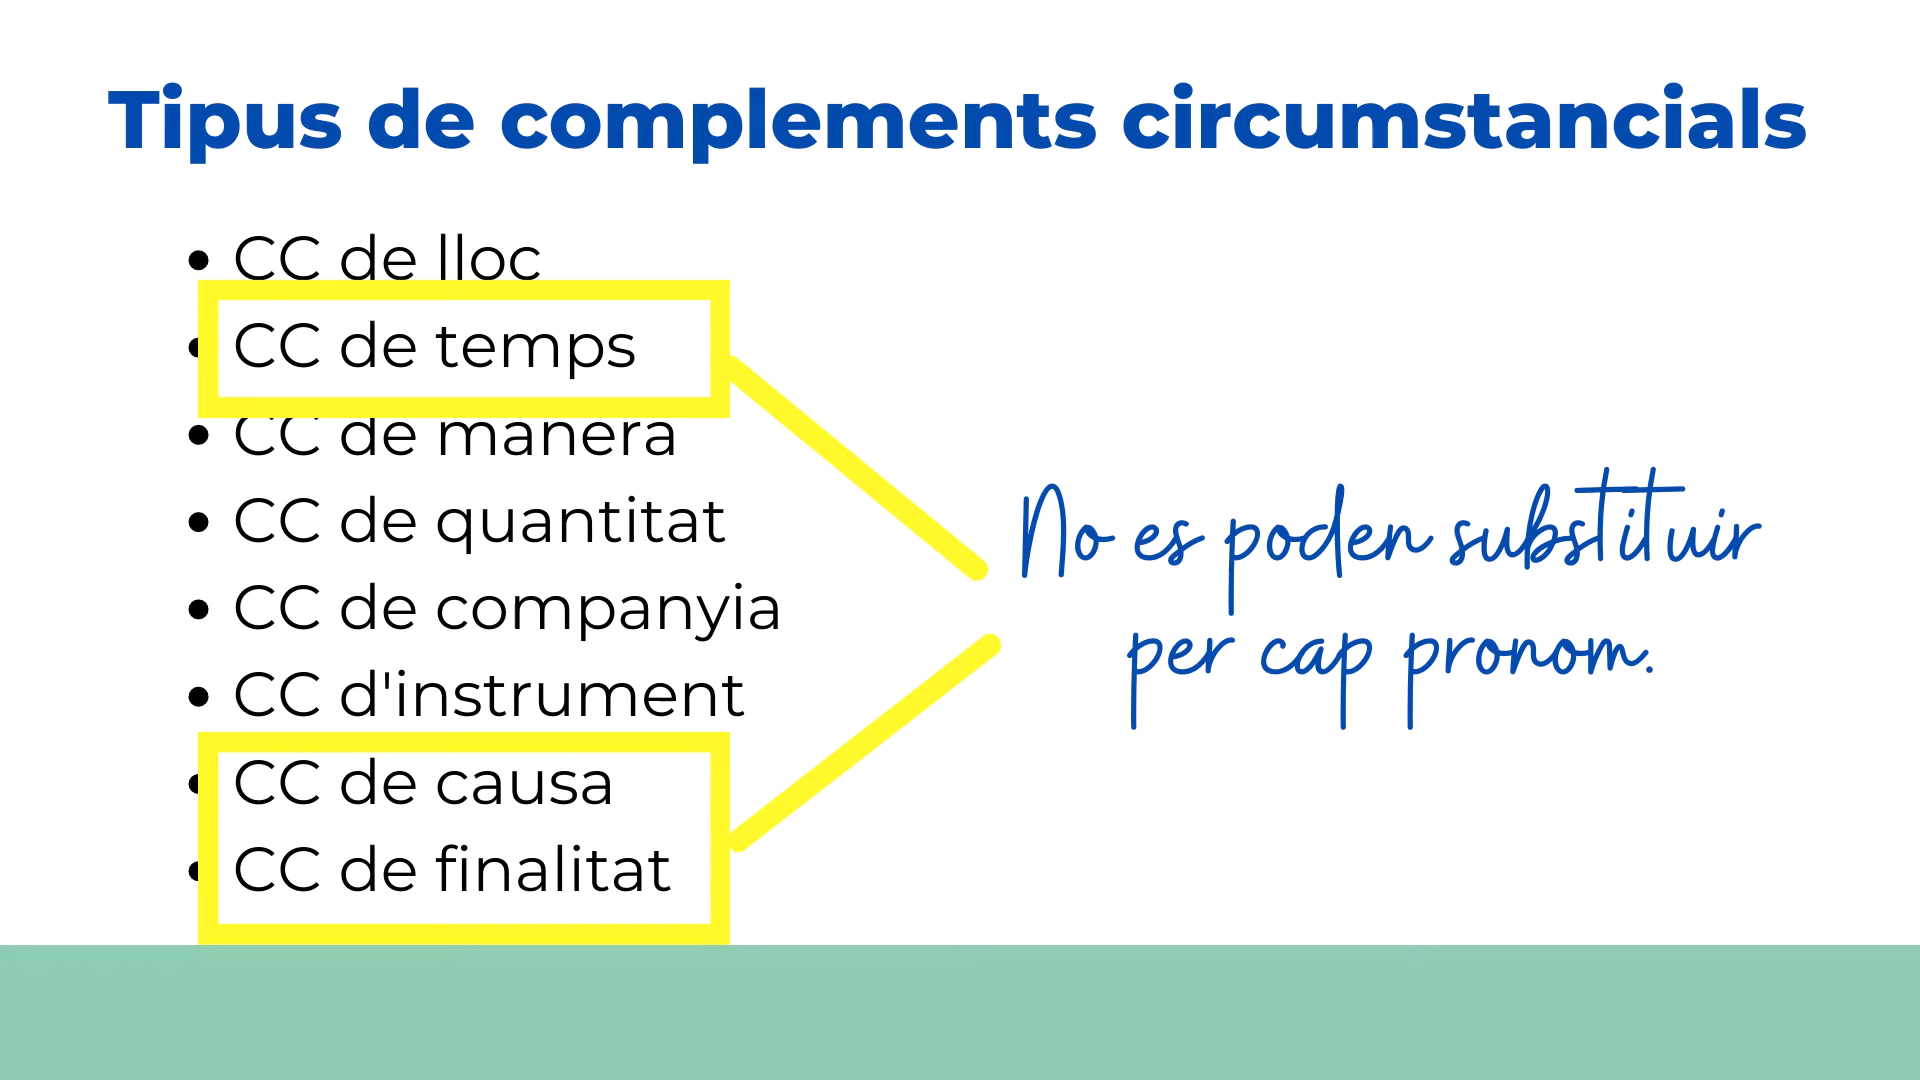 Tipus de complements circumstancials
• CC de lloc
• CC de temps
• CC de manera
• CC de quantitat
• CC de companyia
• CC d'instrument
• CC de causa
• CC de finalitat
No es poden substituir
per cap pronom.